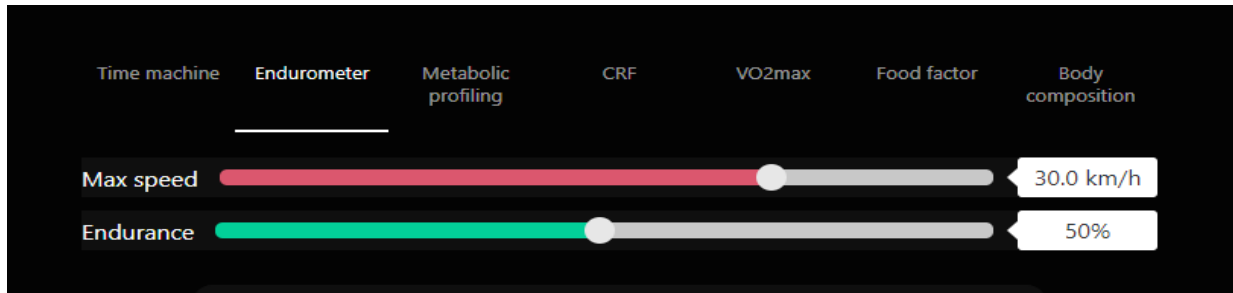 Time machine
Endurometer
Metabolic
profiling
CRF
VO2max
Food factor
Body
composition
Max speed 30.0 km/h
Endurance 50%